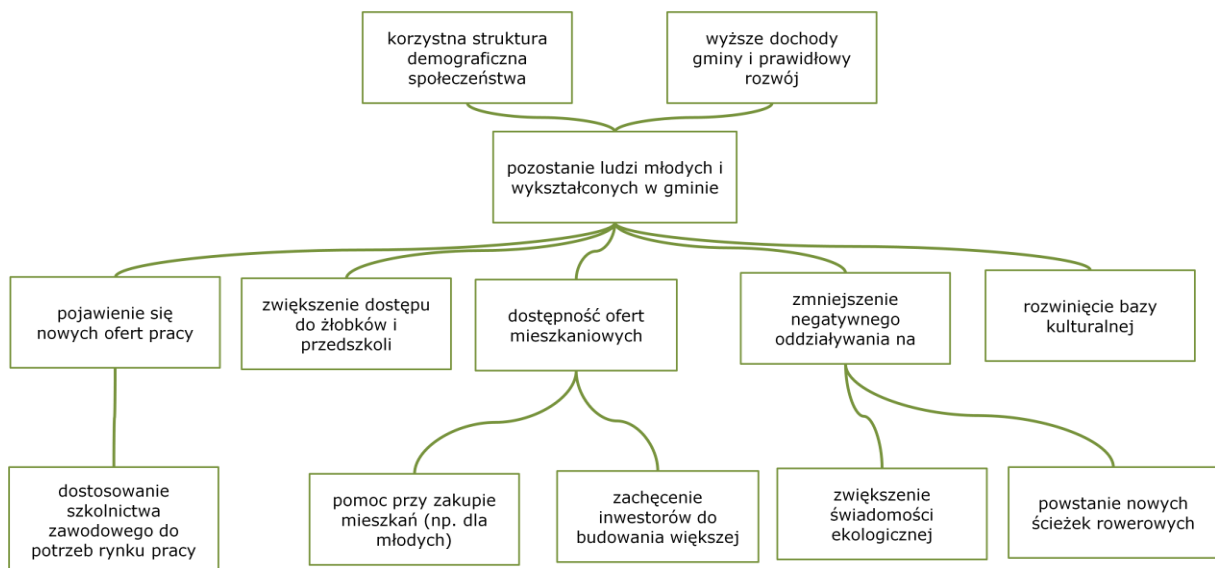 korzystna struktura
demograficzna
społeczeństwa
wyższe dochody
gminy i prawidłowy
rozwój
pozostanie ludzi młodych i
wykształconych w gminie
pojawienie się
nowych ofert pracy
zwiększenie dostępu
do żłobków i
przedszkoli
dostępność ofert
mieszkaniowych
zmniejszenie
negatywnego
oddziaływania na
rozwinięcie bazy
kulturalnej
dostosowanie
szkolnictwa
zawodowego do
potrzeb rynku pracy
pomoc przy zakupie
mieszkań (np. dla
młodych)
zachęcenie
inwestorów do
budowania większej
zwiększenie
świadomości
ekologicznej
powstanie nowych
ścieżek rowerowych